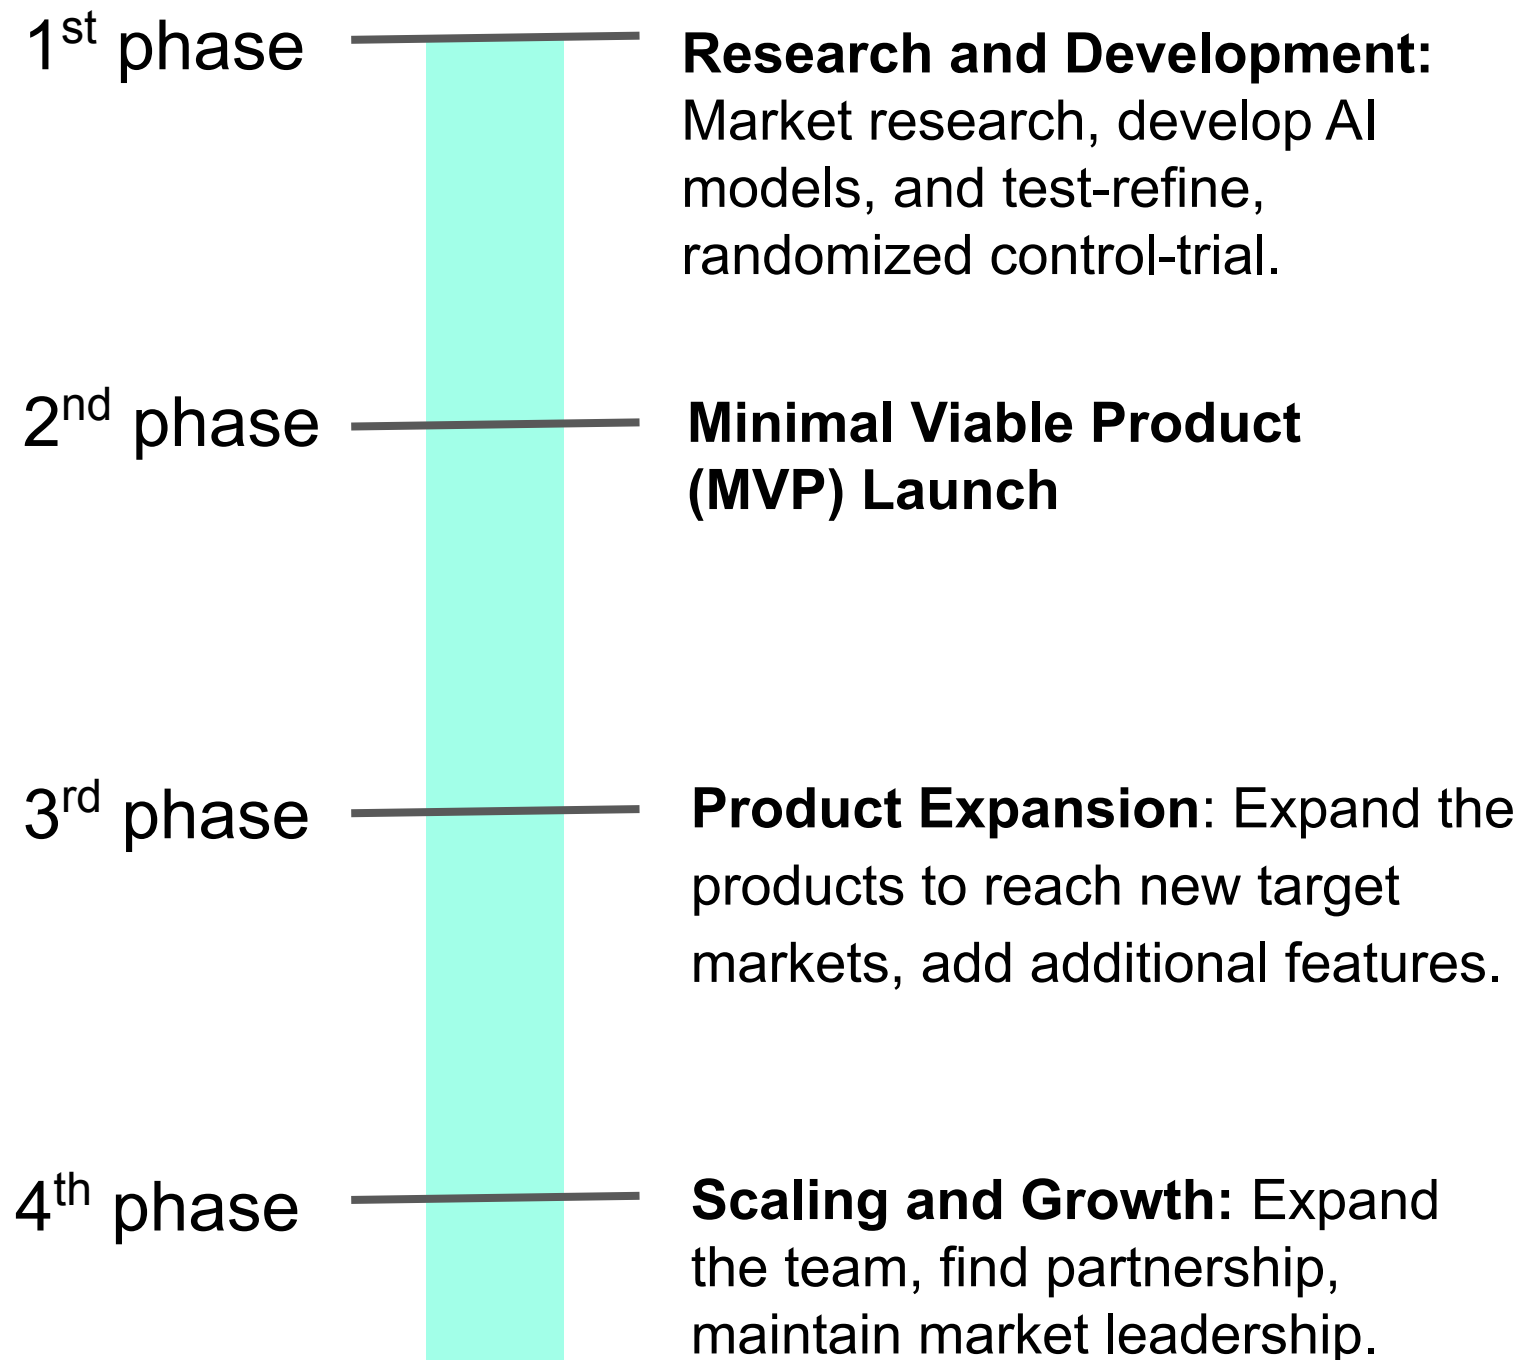 1st phase
Research and Development:
Market research, develop AI
models, and test-refine,
randomized control-trial.
2nd phase
Minimal Viable Product
(MVP) Launch
3rd phase
Product Expansion: Expand the
products to reach new target
markets, add additional features.
4th phase
Scaling and Growth: Expand
the team, find partnership,
maintain market leadership.